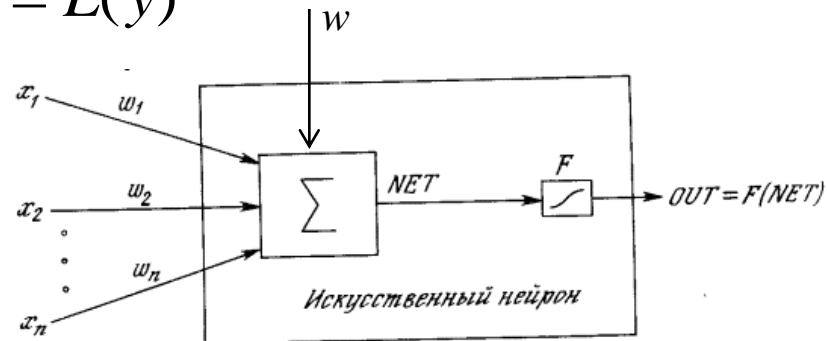 = L(y)
w
x₁
w₁
x₂
w₂
wₙ
xₙ
∑
NET
F
OUT = F(NET)
Искусственный нейрон